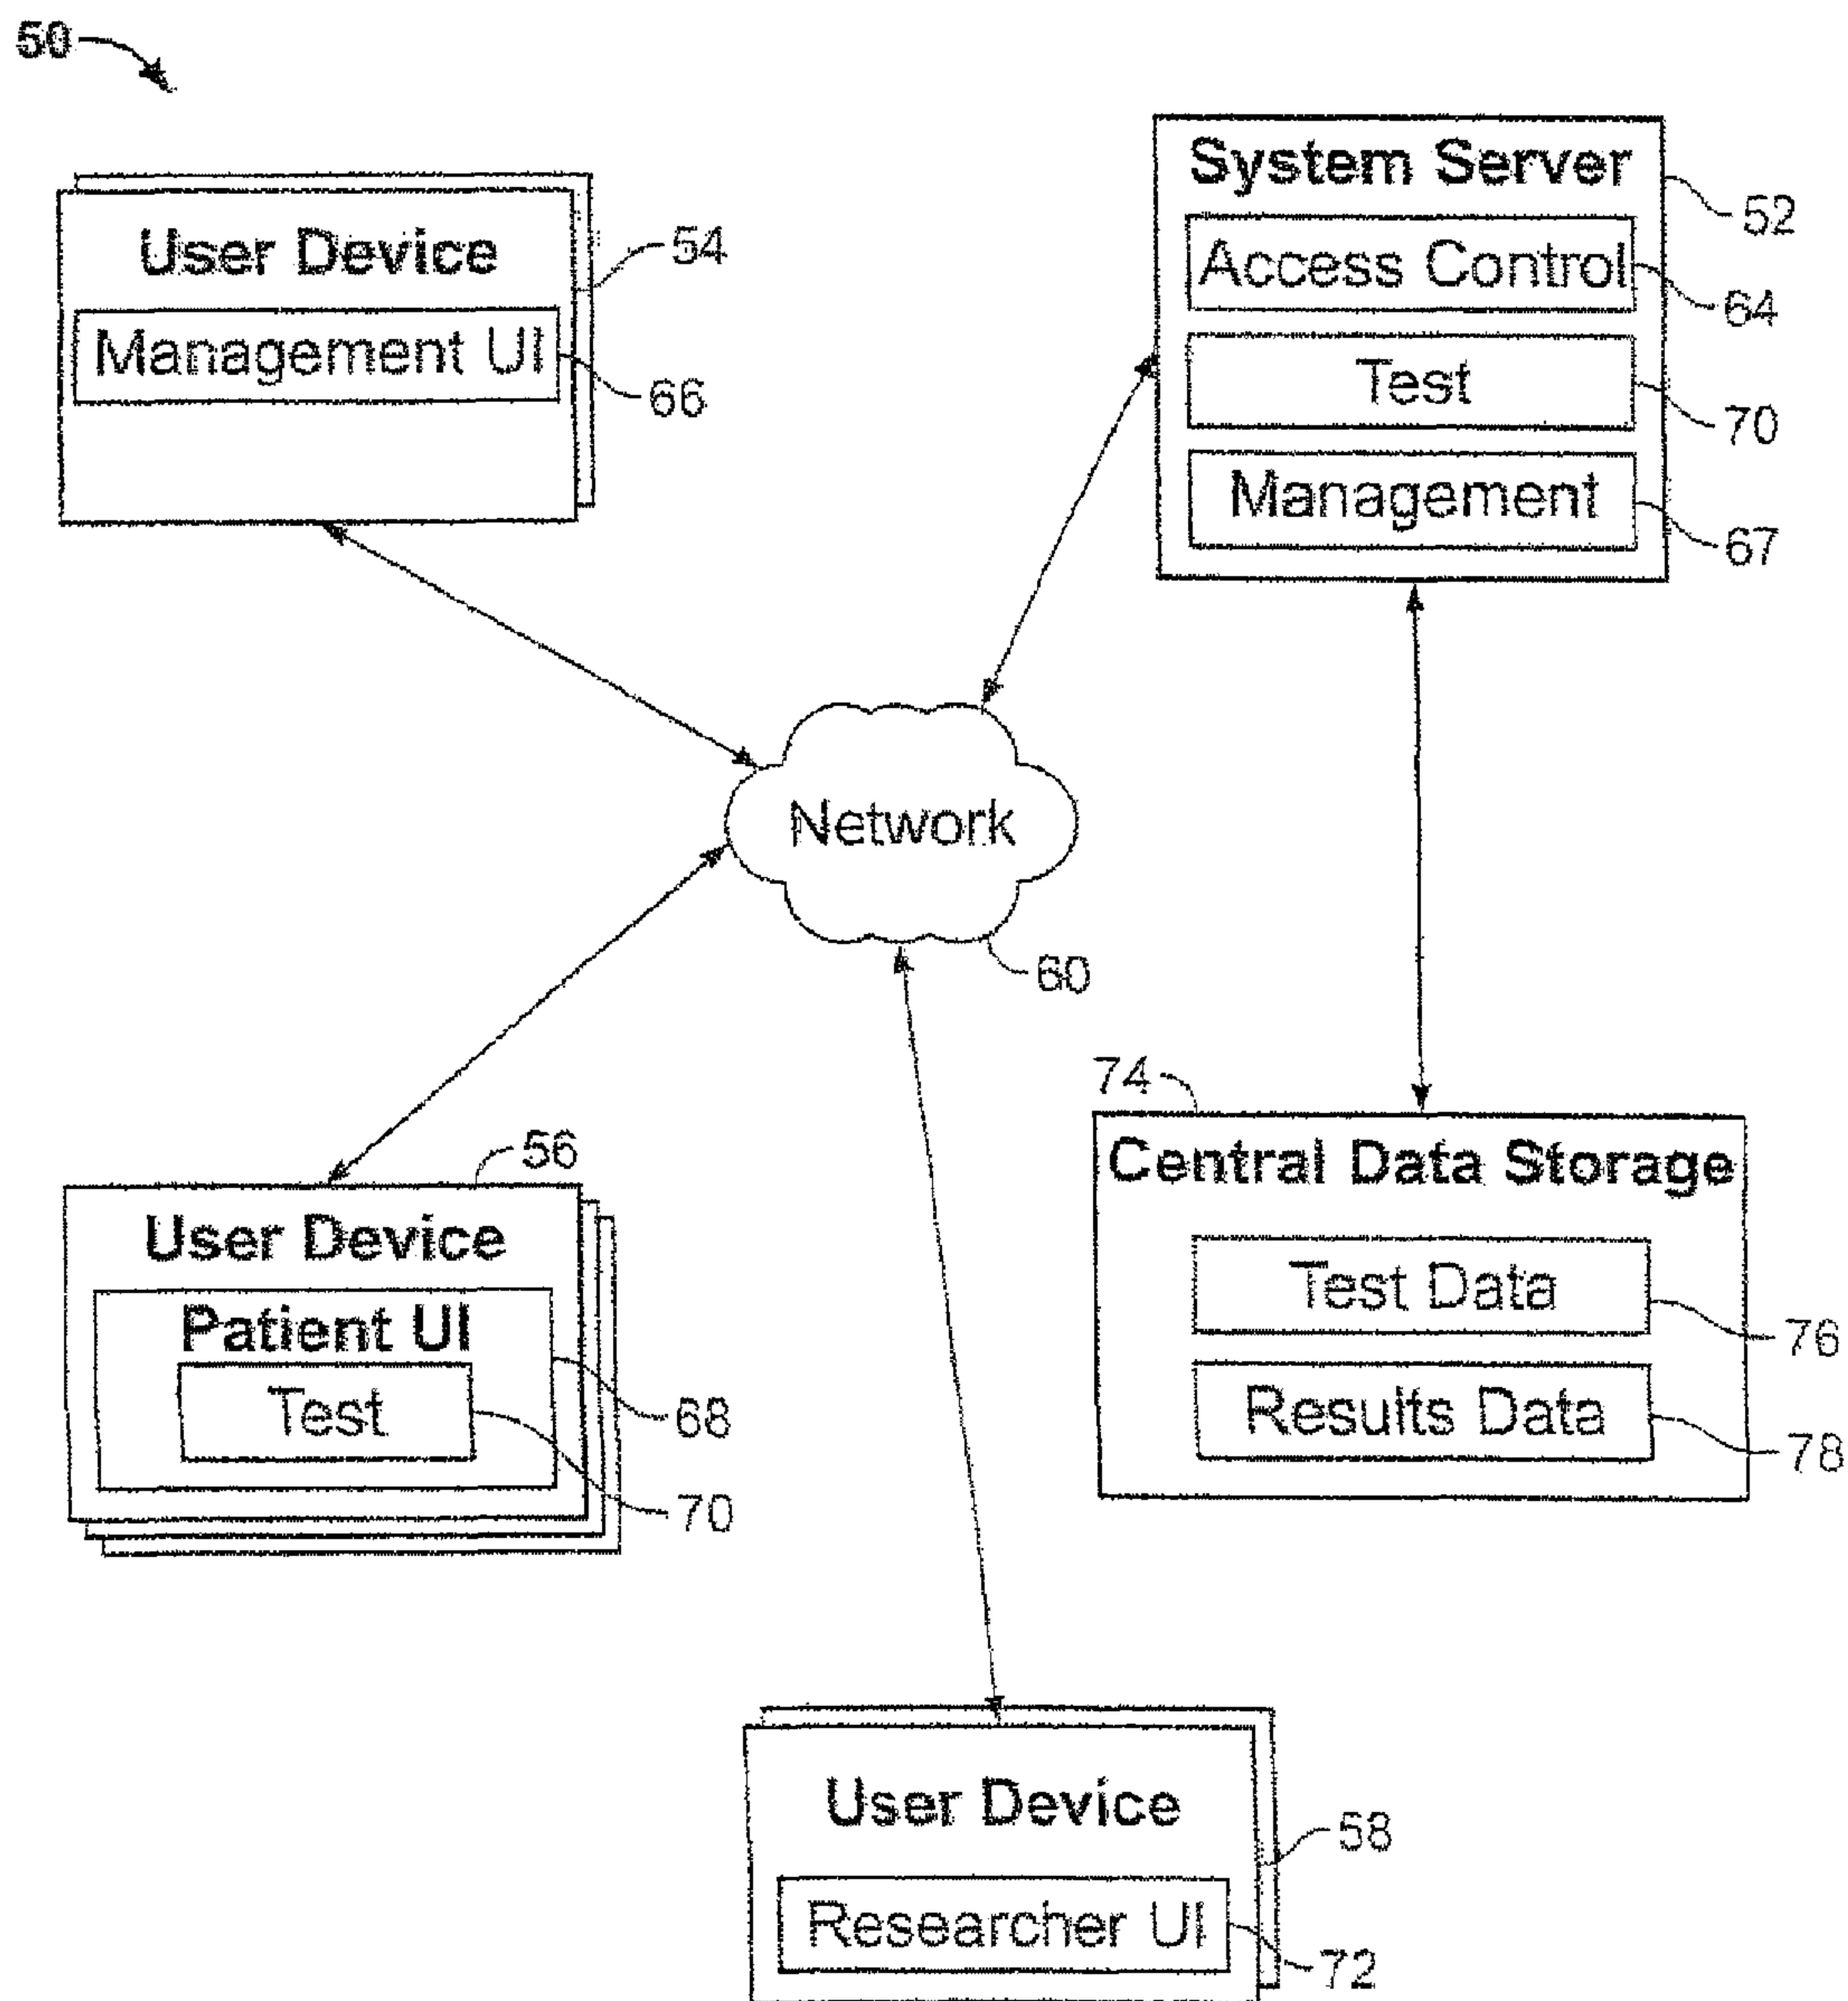 50
System Server
52
Access Control
64
Test
70
Management
67
User Device
54
Management UI
66
Network
60
74
Central Data Storage
Test Data
76
Results Data
78
56
User Device
Patient UI
68
Test
70
User Device
58
Researcher UI
72